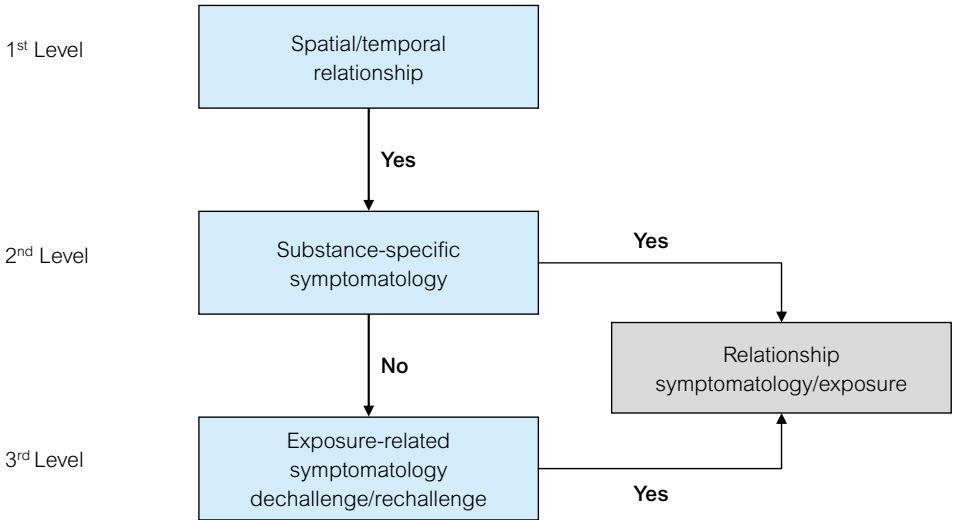 1st Level
Spatial/temporal
relationship
Yes
2nd Level
Substance-specific
symptomatology
Yes
No
Relationship
symptomatology/exposure
3rd Level
Exposure-related
symptomatology
dechallenge/rechallenge
Yes